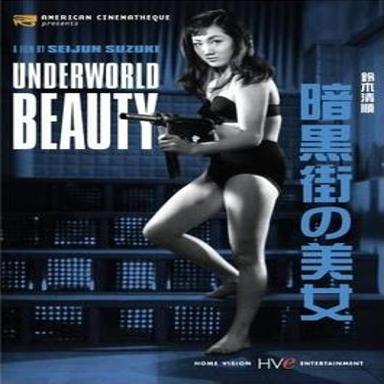 AMERICAN CINEMATHEQUE
presents
A FILM BY SEIJUN SUZUKI
UNDERWORLD
BEAUTY
鈴木清順
暗黒街の美女
HOME VISION HVe ENTERTAINMENT